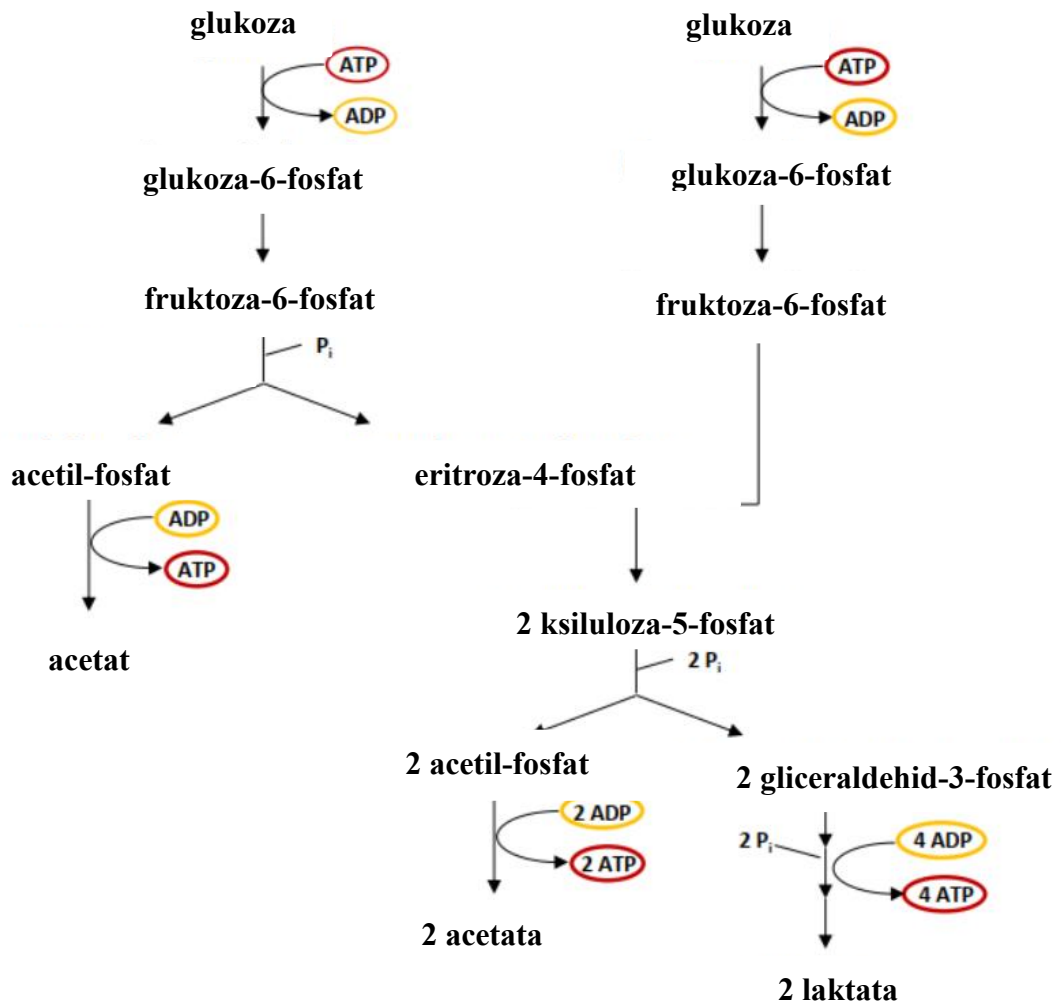 glukoza
glukoza
ATP
ATP
ADP
ADP
glukoza-6-fosfat
glukoza-6-fosfat
fruktoza-6-fosfat
fruktoza-6-fosfat
Pi
acetil-fosfat
eritroza-4-fosfat
ADP
ATP
2 ksiluloza-5-fosfat
acetat
2 Pi
2 acetil-fosfat
2 gliceraldehid-3-fosfat
2 ADP
2 Pi
4 ADP
2 ATP
4 ATP
2 acetata
2 laktata